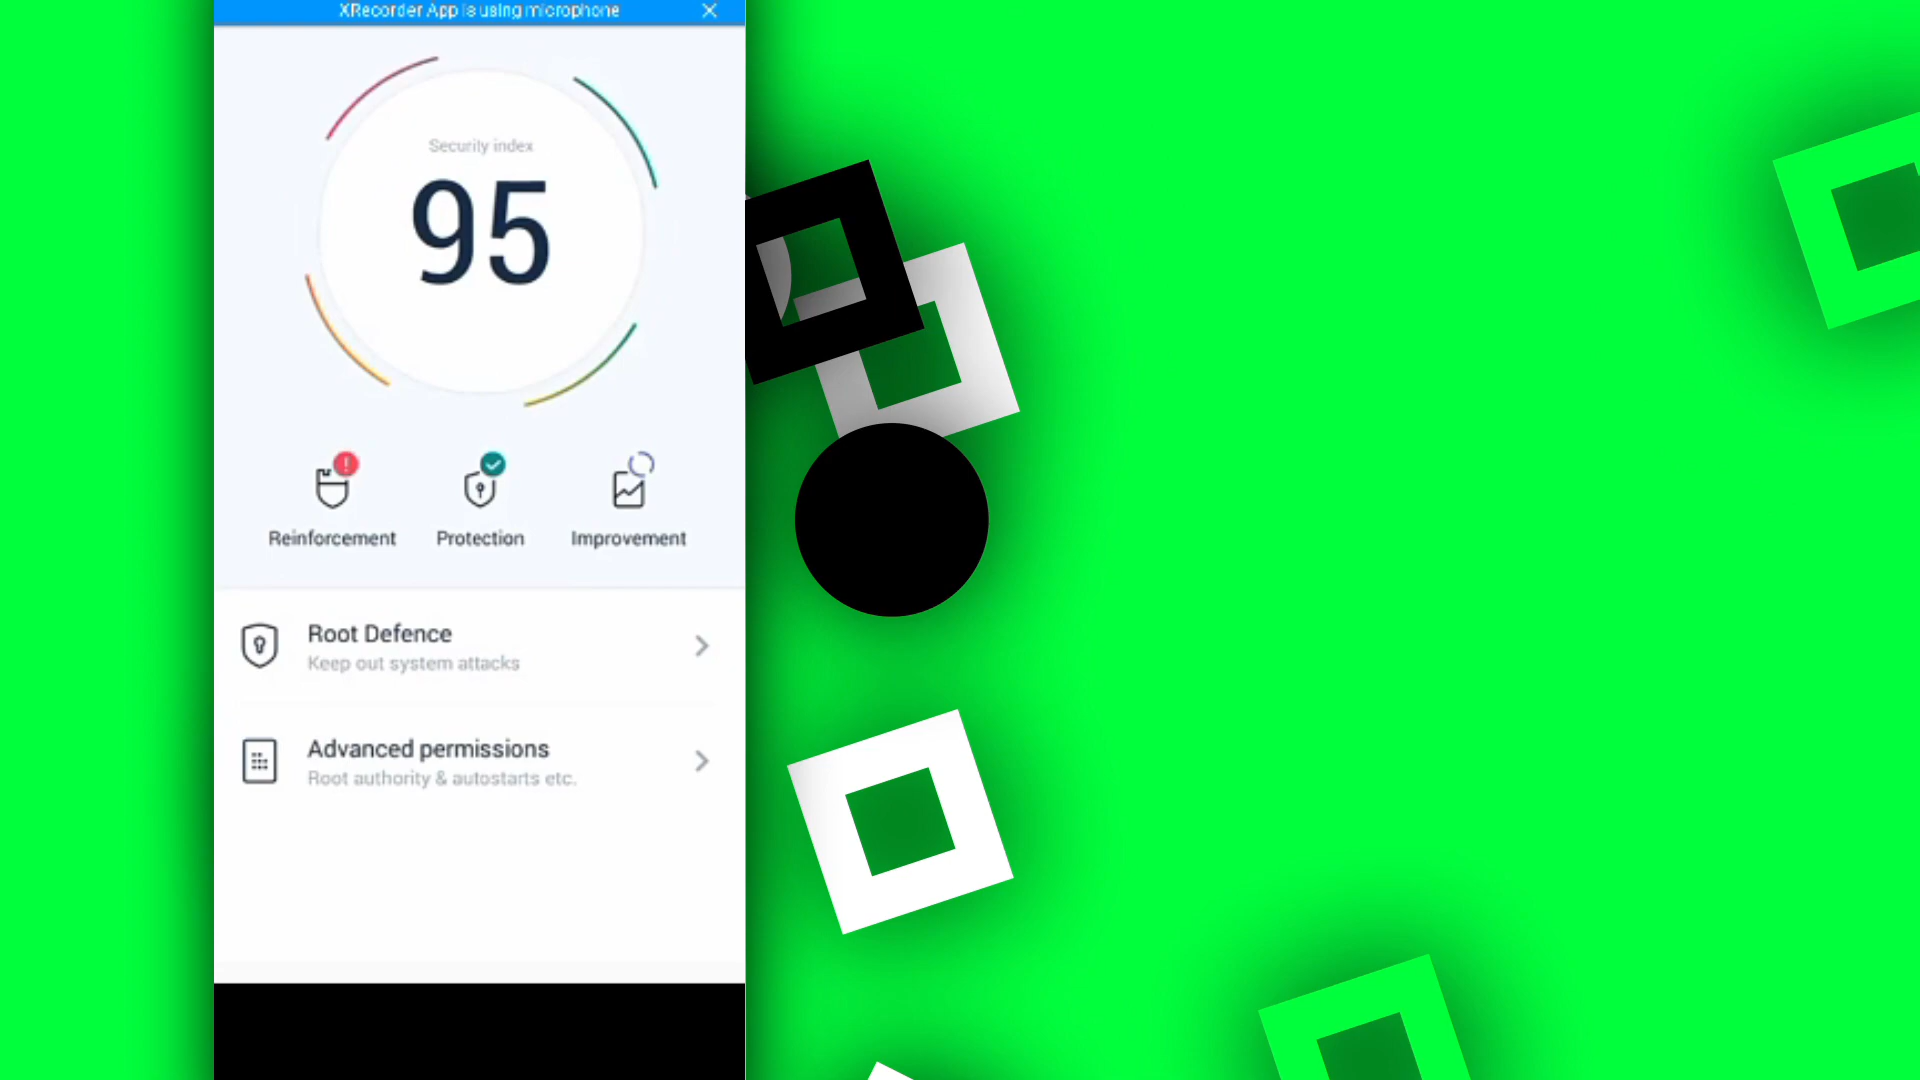 XRecorder App is using microphone
Security index
95
Reinforcement
Protection
Improvement
Root Defence
Keep out system attacks
Advanced permissions
Root authority & autostarts etc.